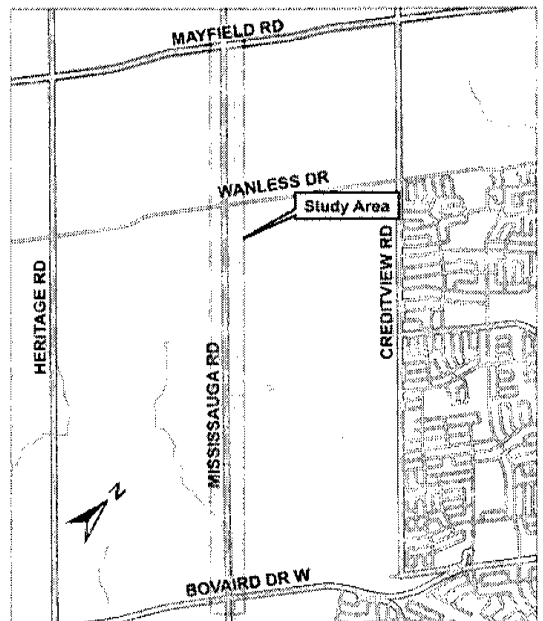 MAYFIELD RD
WANLESS DR
Study Area
HERITAGE RD
MISSISSAUGA RD
CREDITVIEW RD
N
BOVAIRD DR W